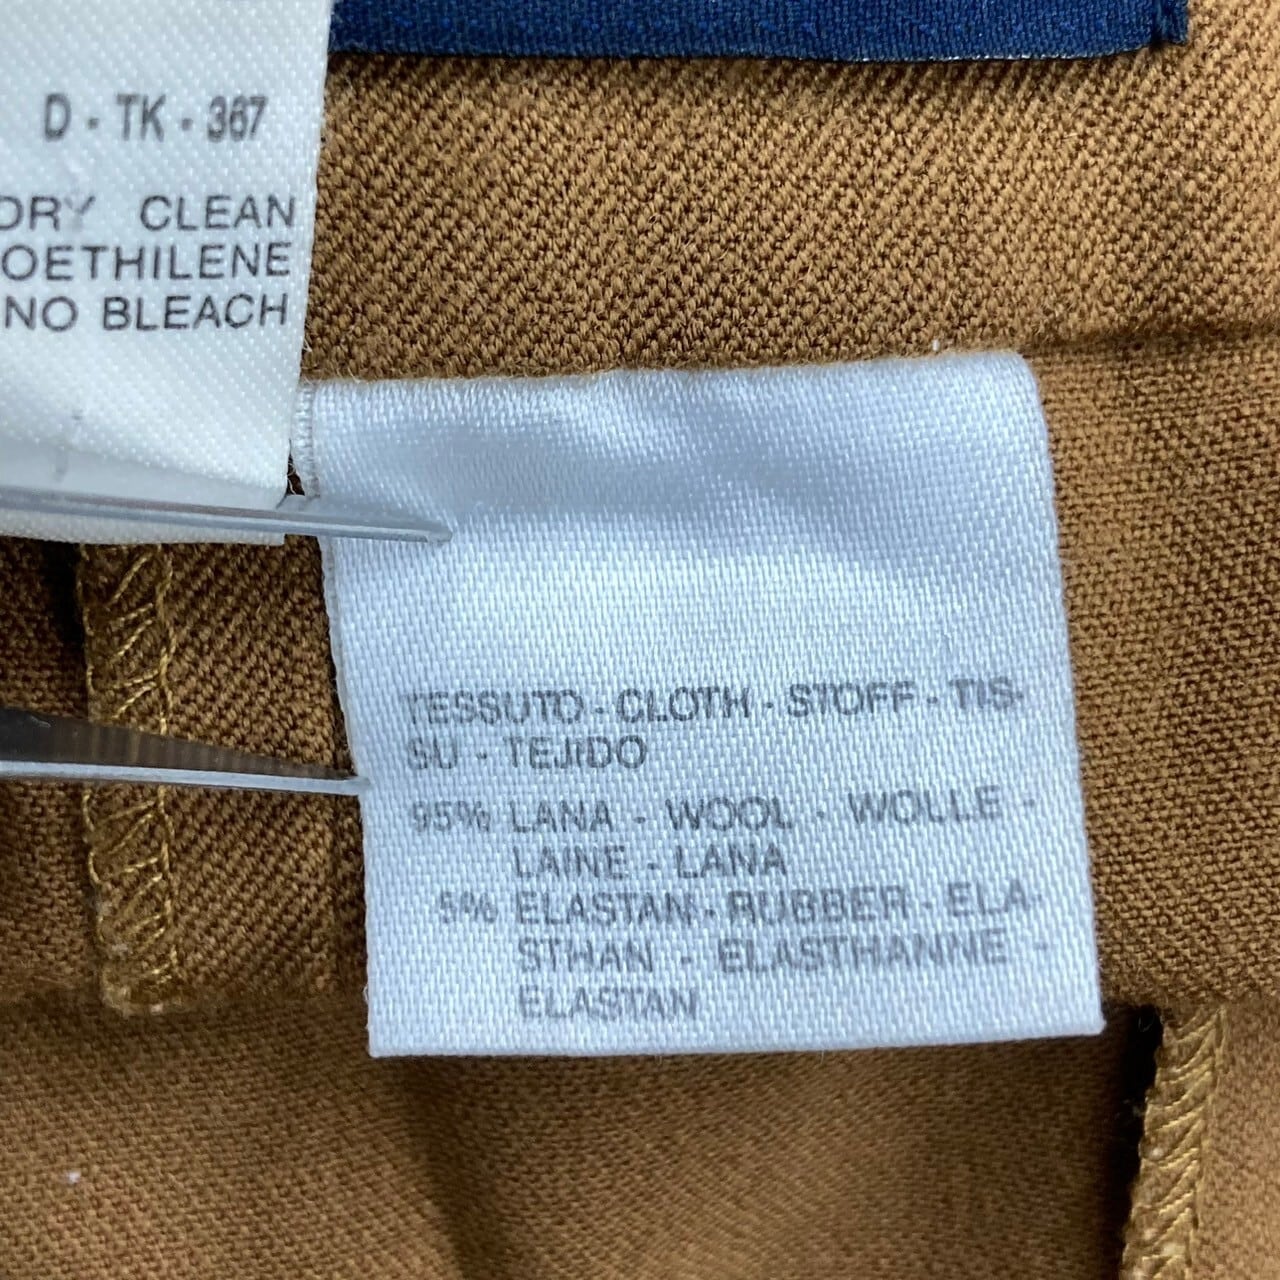 D - TK - 367
DRY CLEAN
OETHILENE
NO BLEACH
TESSUTO - CLOTH - STOFF - TIS-
SU - TEJIDO
95% LANA - WOOL - WOLLE -
LAINE - LANA
5% ELASTAN - RUBBER - ELA-
STHAN - ELASTHANNE -
ELASTAN